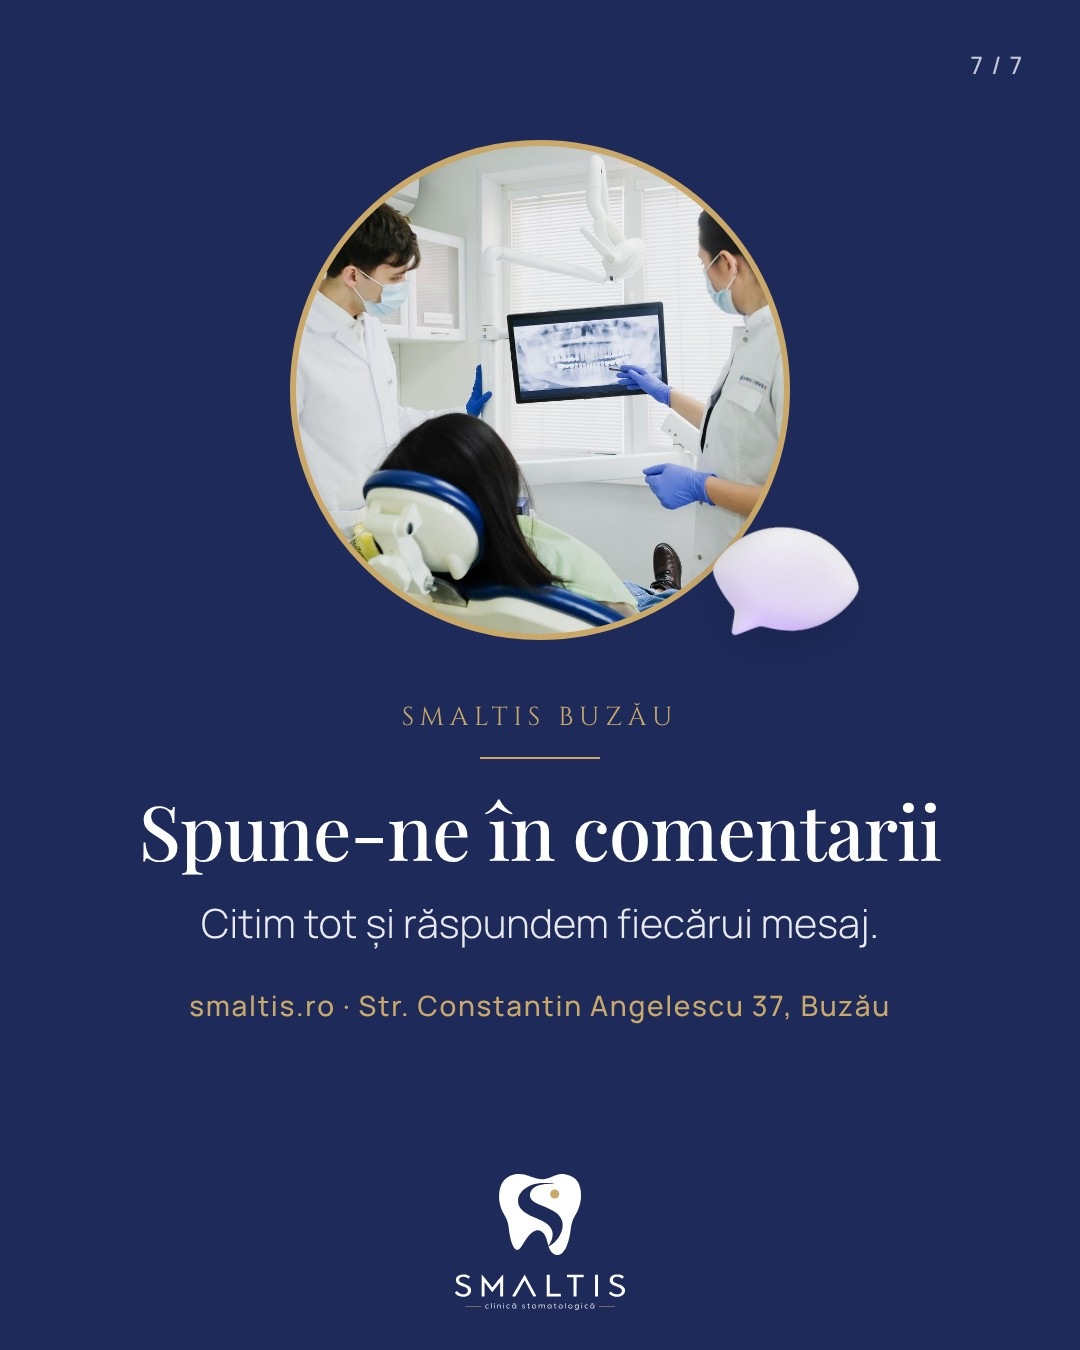 7 / 7
SMALTIS BUZĂU
Spune-ne în comentarii
Citim tot și răspundem fiecărui mesaj.
smaltis.ro · Str. Constantin Angelescu 37, Buzău
SMALTIS
clinică stomatologică